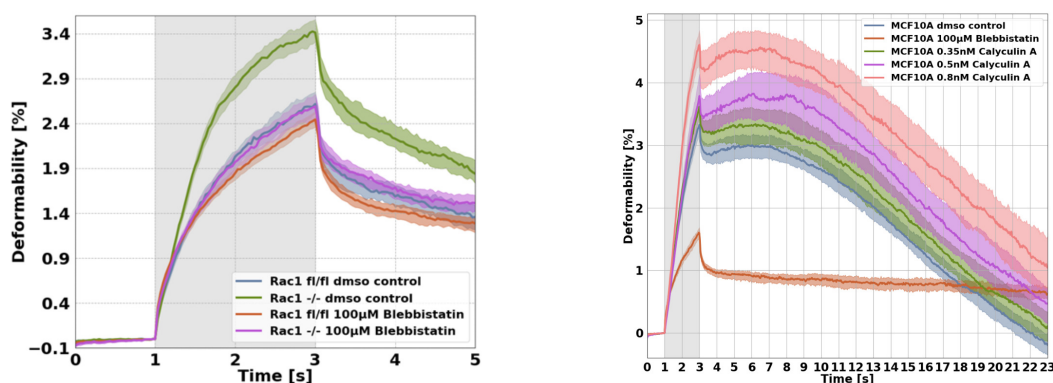 Deformability [%]
3.4
2.9
2.4
1.9
1.4
0.9
0.4
−0.1
0 1 2 3 4 5
Time [s]
Rac1 fl/fl dmso control
Rac1 -/- dmso control
Rac1 fl/fl 100μM Blebbistatin
Rac1 -/- 100μM Blebbistatin
Deformability [%]
5
4
3
2
1
0
0 1 2 3 4 5 6 7 8 9 10 11 12 13 14 15 16 17 18 19 20 21 22 23
Time [s]
MCF10A dmso control
MCF10A 100μM Blebbistatin
MCF10A 0.35nM Calyculin A
MCF10A 0.5nM Calyculin A
MCF10A 0.8nM Calyculin A